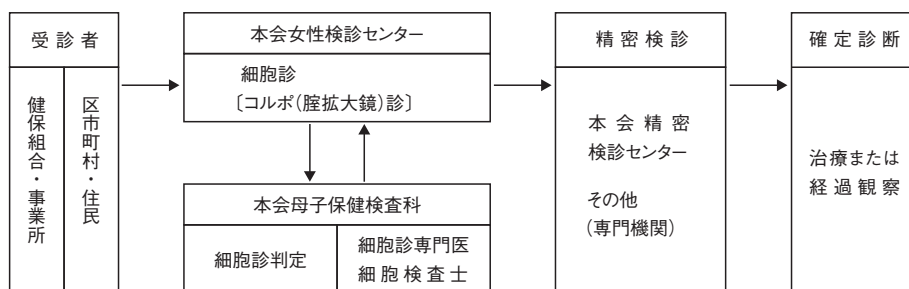 受診者
健保組合・事業所
区市町村・住民
本会女性検診センター
細胞診
〔コルポ(腟拡大鏡)診〕
本会母子保健検査科
細胞診判定
細胞診専門医
細胞検査士
精密検診
本会精密
検診センター
その他
(専門機関)
確定診断
治療または
経過観察